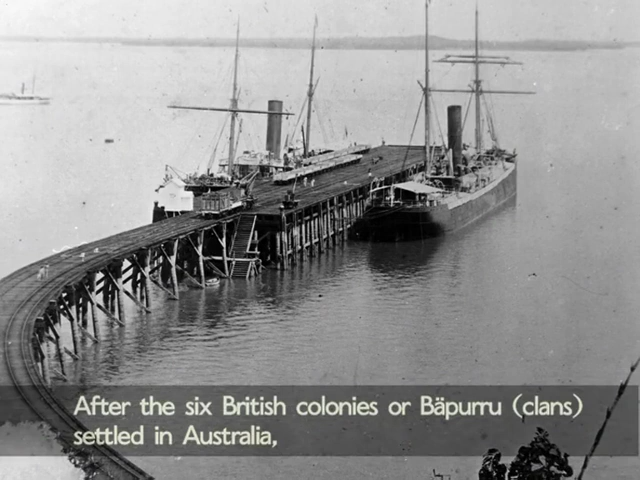 After the six British colonies or Bäpurru (clans)
settled in Australia,